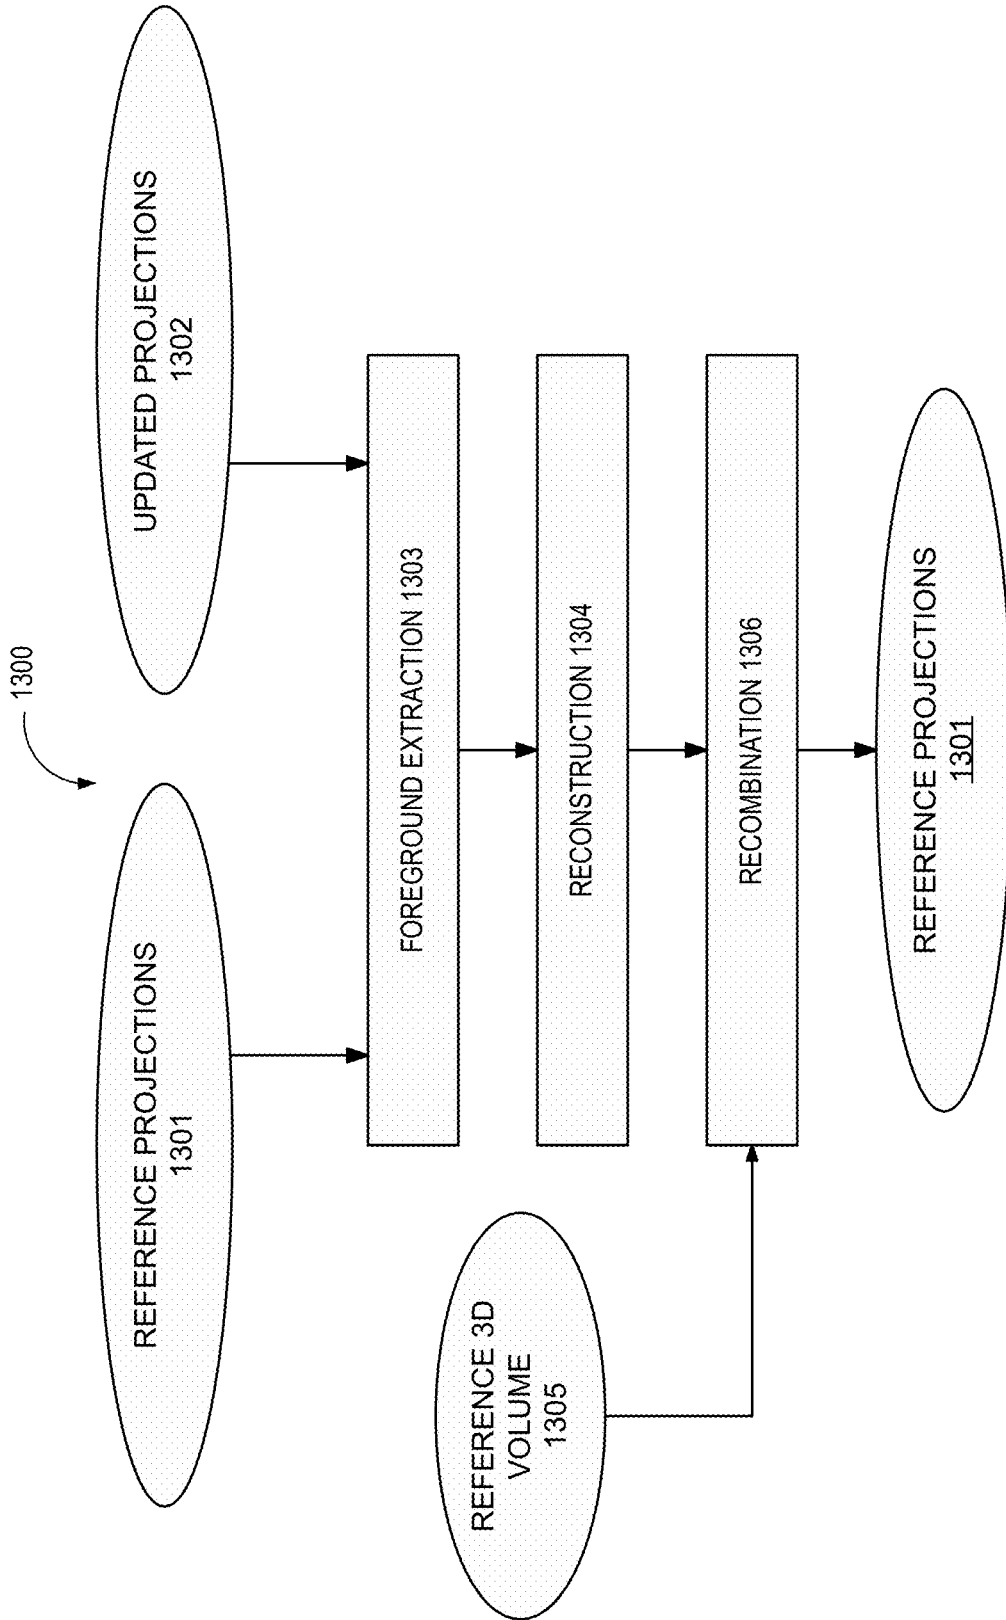 1300
REFERENCE PROJECTIONS
1301
UPDATED PROJECTIONS
1302
FOREGROUND EXTRACTION 1303
RECONSTRUCTION 1304
REFERENCE 3D
VOLUME
1305
RECOMBINATION 1306
REFERENCE PROJECTIONS
1301